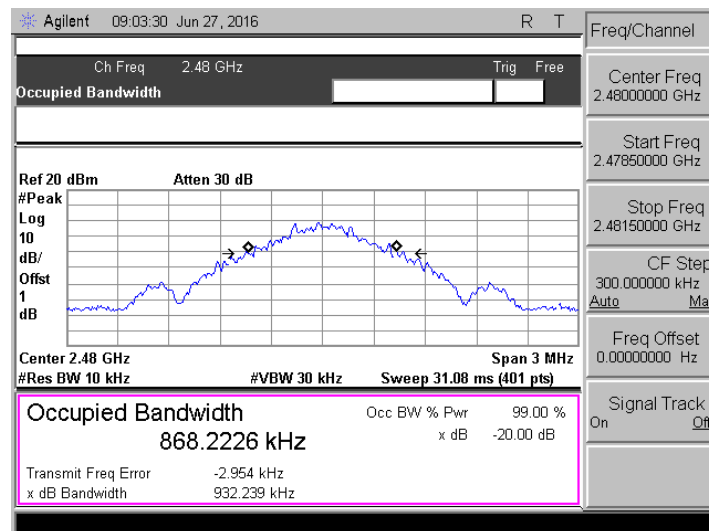 Agilent 09:03:30 Jun 27, 2016 R T
Ch Freq 2.48 GHz Trig Free
Occupied Bandwidth
Ref 20 dBm Atten 30 dB
#Peak
Log
10
dB/
Offst
1
dB
Center 2.48 GHz Span 3 MHz
#Res BW 10 kHz #VBW 30 kHz Sweep 31.08 ms (401 pts)
Occupied Bandwidth Occ BW % Pwr 99.00 %
868.2226 kHz x dB -20.00 dB
Transmit Freq Error -2.954 kHz
x dB Bandwidth 932.239 kHz
Freq/Channel
Center Freq
2.48000000 GHz
Start Freq
2.47850000 GHz
Stop Freq
2.48150000 GHz
CF Step
300.000000 kHz
Auto Ma
Freq Offset
0.00000000 Hz
Signal Track
On Off